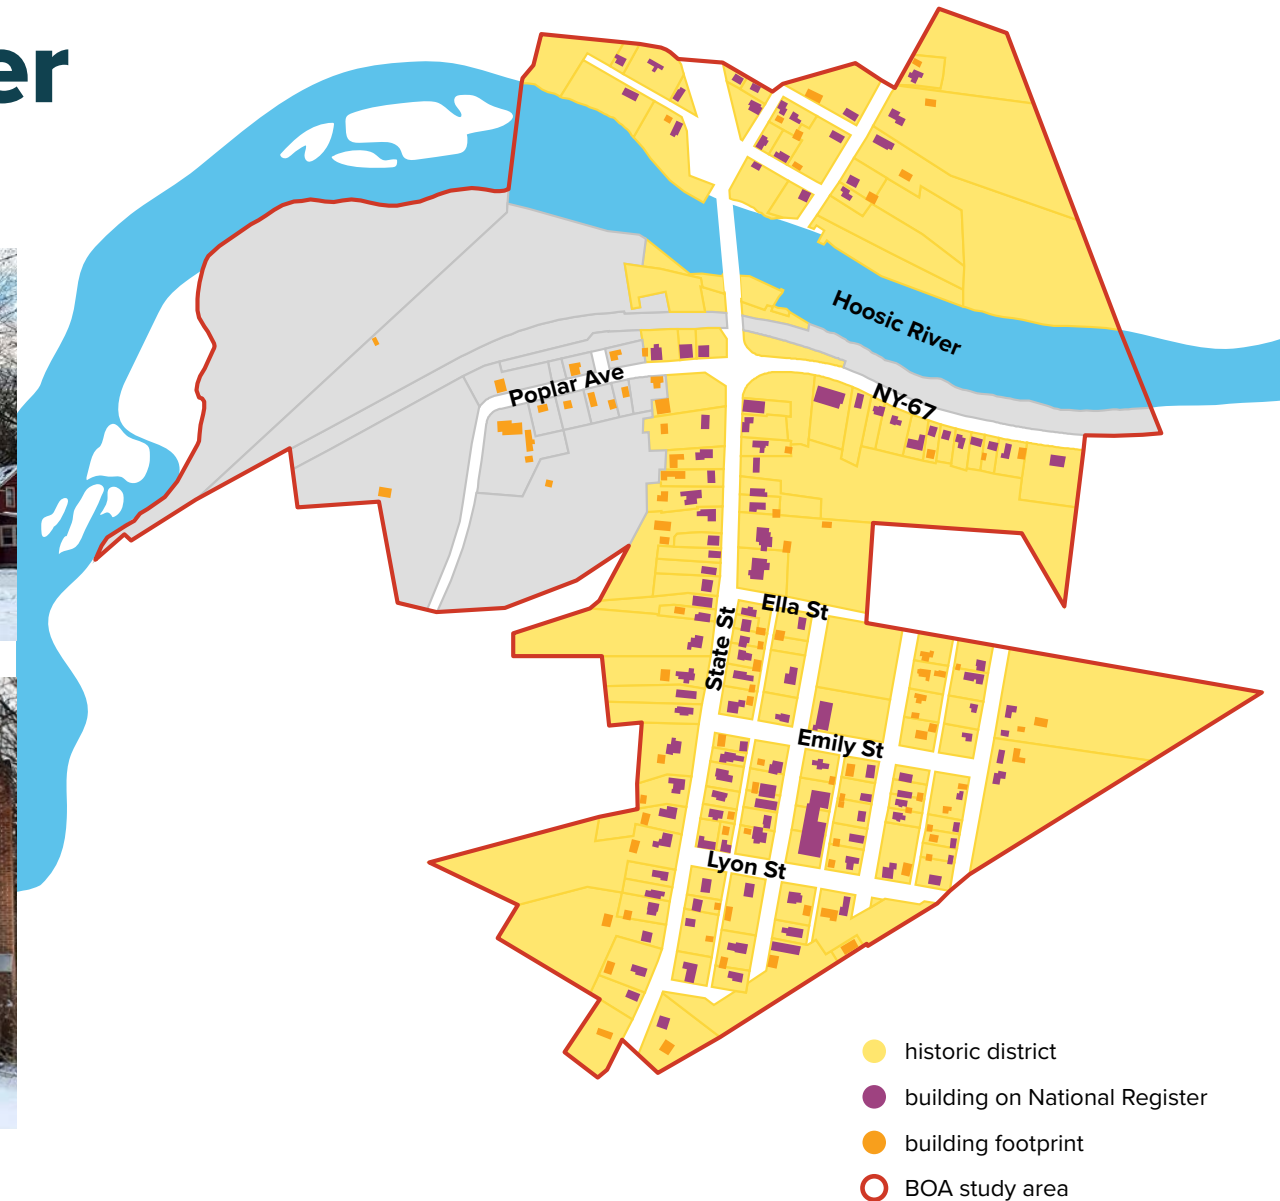 er
Hoosic River
Poplar Ave
NY-67
Ella St
State St
Emily St
Lyon St
historic district
building on National Register
building footprint
BOA study area